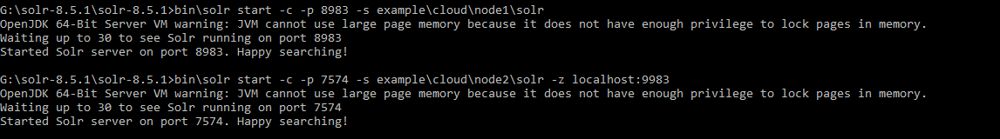 G:\solr-8.5.1\solr-8.5.1>bin\solr start -c -p 8983 -s example\cloud\node1\solr
OpenJDK 64-Bit Server VM warning: JVM cannot use large page memory because it does not have enough privilege to lock pages in memory.
Waiting up to 30 to see Solr running on port 8983
Started Solr server on port 8983. Happy searching!
G:\solr-8.5.1\solr-8.5.1>bin\solr start -c -p 7574 -s example\cloud\node2\solr -z localhost:9983
OpenJDK 64-Bit Server VM warning: JVM cannot use large page memory because it does not have enough privilege to lock pages in memory.
Waiting up to 30 to see Solr running on port 7574
Started Solr server on port 7574. Happy searching!